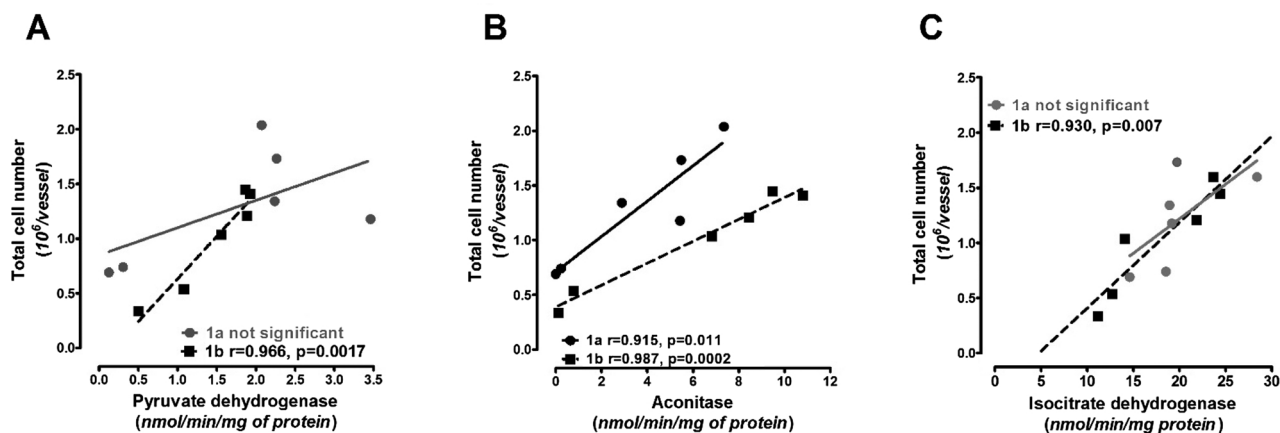 A
B
C
2.5
2.0
1.5
1.0
0.5
0.0
Total cell number
(10⁶/vessel)
1a not significant
1b r=0.966, p=0.0017
0.0 0.5 1.0 1.5 2.0 2.5 3.0 3.5
Pyruvate dehydrogenase
(nmol/min/mg of protein)
2.5
2.0
1.5
1.0
0.5
0.0
Total cell number
(10⁶/vessel)
1a r=0.915, p=0.011
1b r=0.987, p=0.0002
0 2 4 6 8 10 12
Aconitase
(nmol/min/mg of protein)
2.5
2.0
1.5
1.0
0.5
0.0
Total cell number
(10⁶/vessel)
1a not significant
1b r=0.930, p=0.007
0 5 10 15 20 25 30
Isocitrate dehydrogenase
(nmol/min/mg protein)